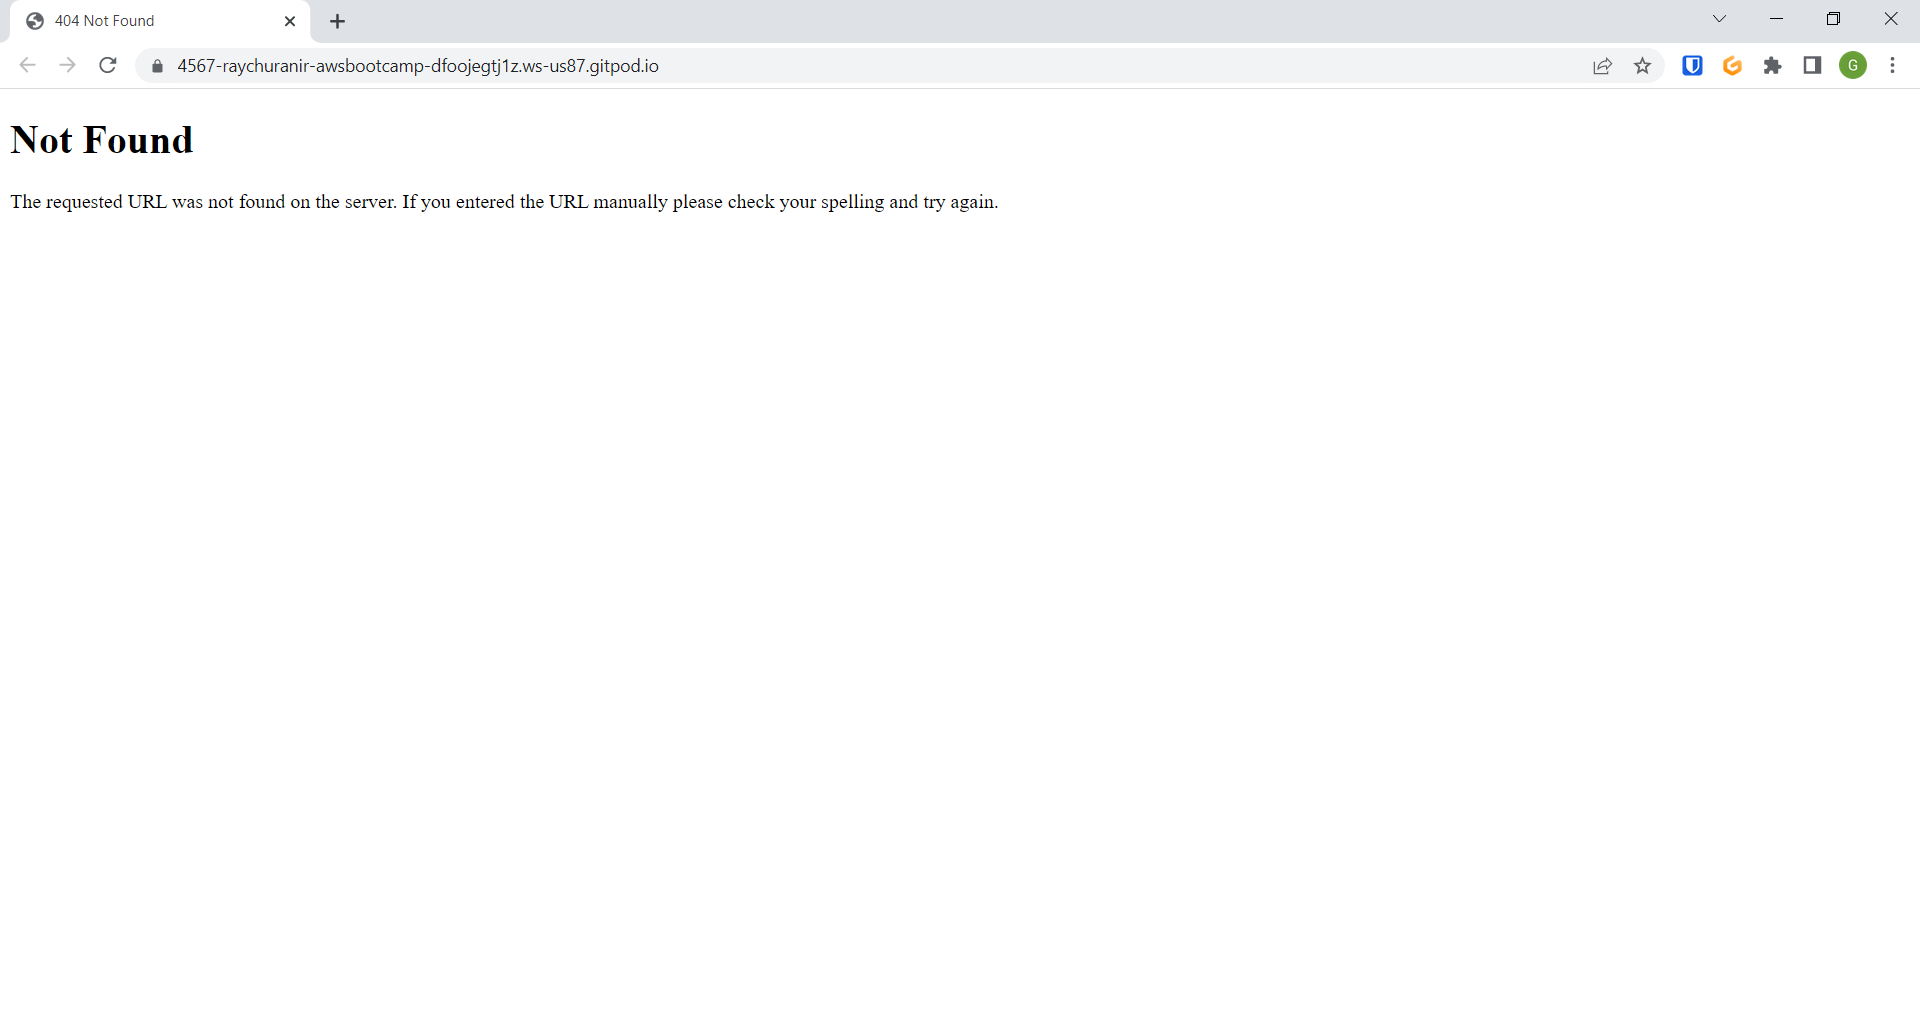 404 Not Found
4567-raychuranir-awsbootcamp-dfoojegtj1z.ws-us87.gitpod.io
G
Not Found
The requested URL was not found on the server. If you entered the URL manually please check your spelling and try again.